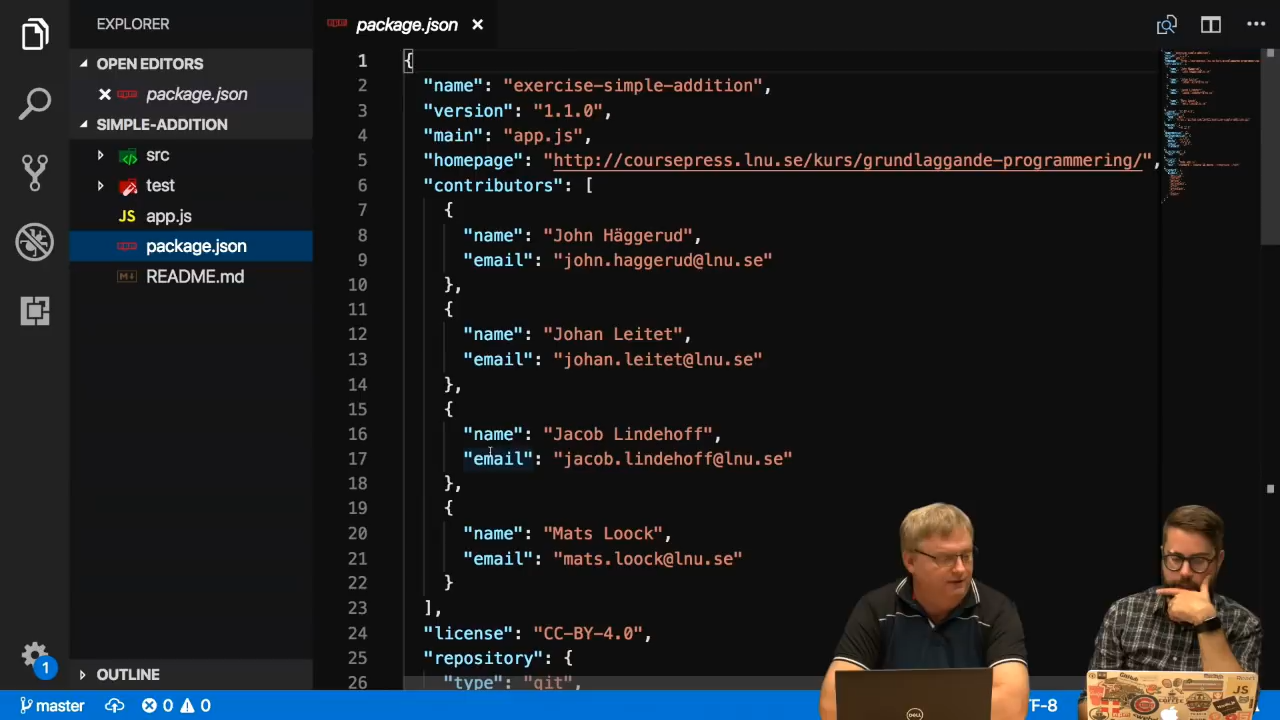 EXPLORER
OPEN EDITORS
package.json
SIMPLE-ADDITION
src
test
JS app.js
package.json
README.md
OUTLINE
package.json
1 {
2 "name": "exercise-simple-addition",
3 "version": "1.1.0",
4 "main": "app.js",
5 "homepage": "http://coursepress.lnu.se/kurs/grundlaggande-programmering/",
6 "contributors": [
7 {
8 "name": "John Häggerud",
9 "email": "john.haggerud@lnu.se"
10 },
11 {
12 "name": "Johan Leitet",
13 "email": "johan.leitet@lnu.se"
14 },
15 {
16 "name": "Jacob Lindehoff",
17 "email": "jacob.lindehoff@lnu.se"
18 },
19 {
20 "name": "Mats Loock",
21 "email": "mats.loock@lnu.se"
22 }
23 ],
24 "license": "CC-BY-4.0",
25 "repository": {
26 "type": "git",
1
master
0 0
TF-8
DELL
JS